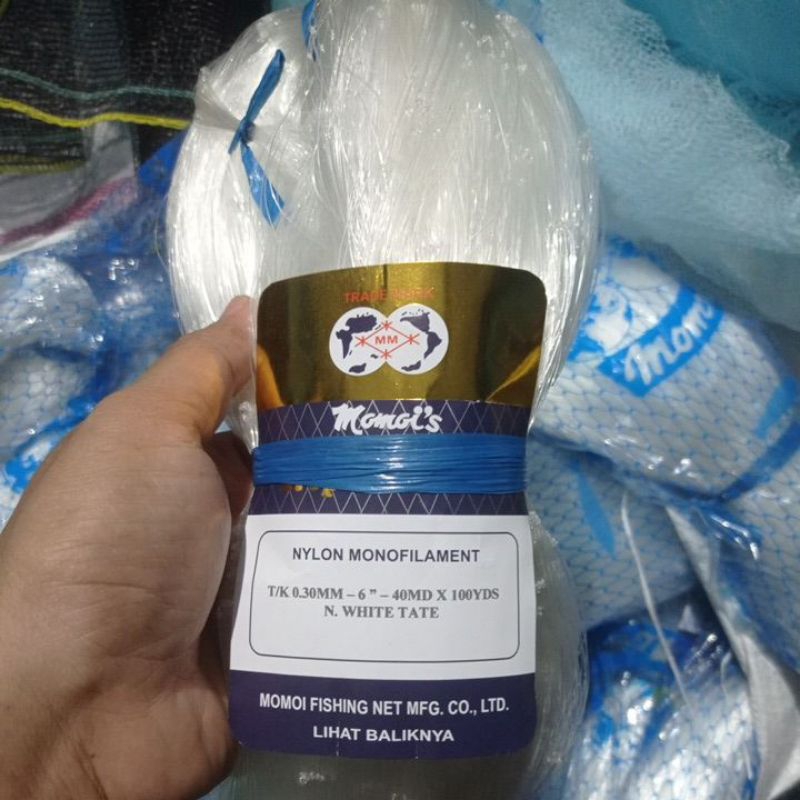 TRADE MARK
MM
Momoi's
NYLON MONOFILAMENT
T/K 0.30MM – 6 " – 40MD X 100YDS
N. WHITE TATE
MOMOI FISHING NET MFG. CO., LTD.
LIHAT BALIKNYA
Momo